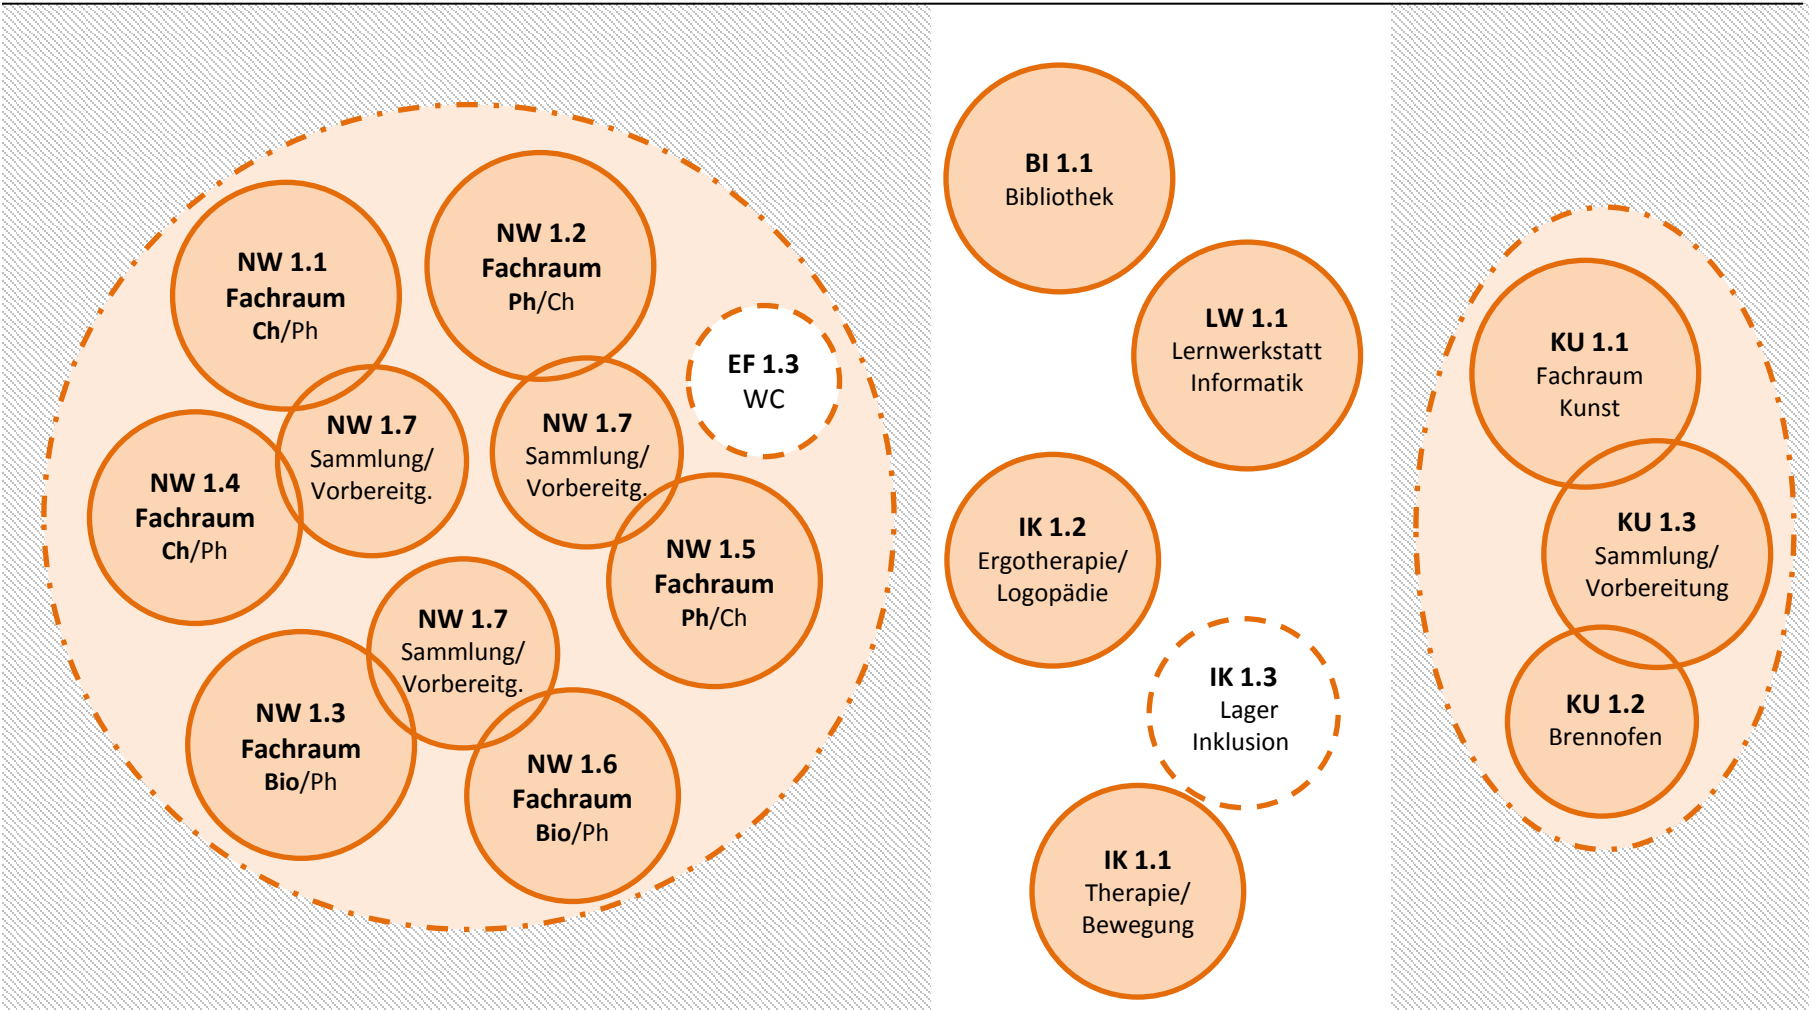 NW 1.1
Fachraum
Ch/Ph
NW 1.2
Fachraum
Ph/Ch
EF 1.3
WC
NW 1.7
Sammlung/
Vorbereitg.
NW 1.7
Sammlung/
Vorbereitg.
NW 1.4
Fachraum
Ch/Ph
NW 1.5
Fachraum
Ph/Ch
NW 1.7
Sammlung/
Vorbereitg.
NW 1.3
Fachraum
Bio/Ph
NW 1.6
Fachraum
Bio/Ph
BI 1.1
Bibliothek
LW 1.1
Lernwerkstatt
Informatik
IK 1.2
Ergotherapie/
Logopädie
IK 1.3
Lager
Inklusion
IK 1.1
Therapie/
Bewegung
KU 1.1
Fachraum
Kunst
KU 1.3
Sammlung/
Vorbereitung
KU 1.2
Brennofen